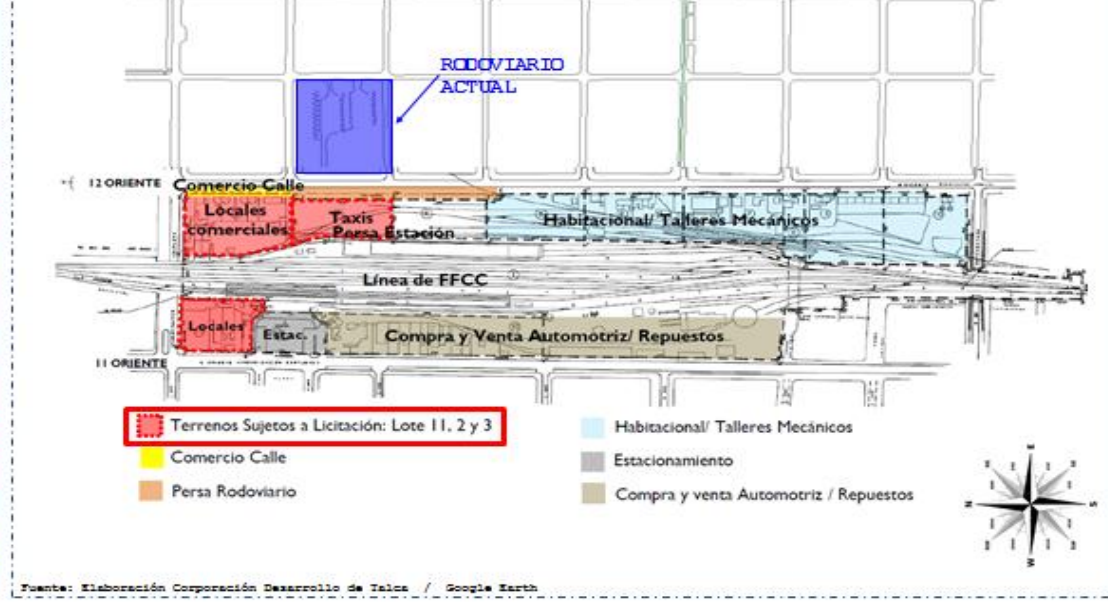 RODOVIARIO
ACTUAL
12 ORIENTE
Comercio Calle
Locales
comerciales
Taxis
Persa Estación
Habitacional/ Talleres Mecánicos
Línea de FFCC
Locales
Estac.
Compra y Venta Automotriz/ Repuestos
11 ORIENTE
Terrenos Sujetos a Licitación: Lote 11, 2 y 3
Comercio Calle
Persa Rodoviario
Habitacional/ Talleres Mecánicos
Estacionamiento
Compra y venta Automotriz / Repuestos
E
N
S
W
Fuente: Elaboración Corporación Desarrollo de Talca / Google Earth